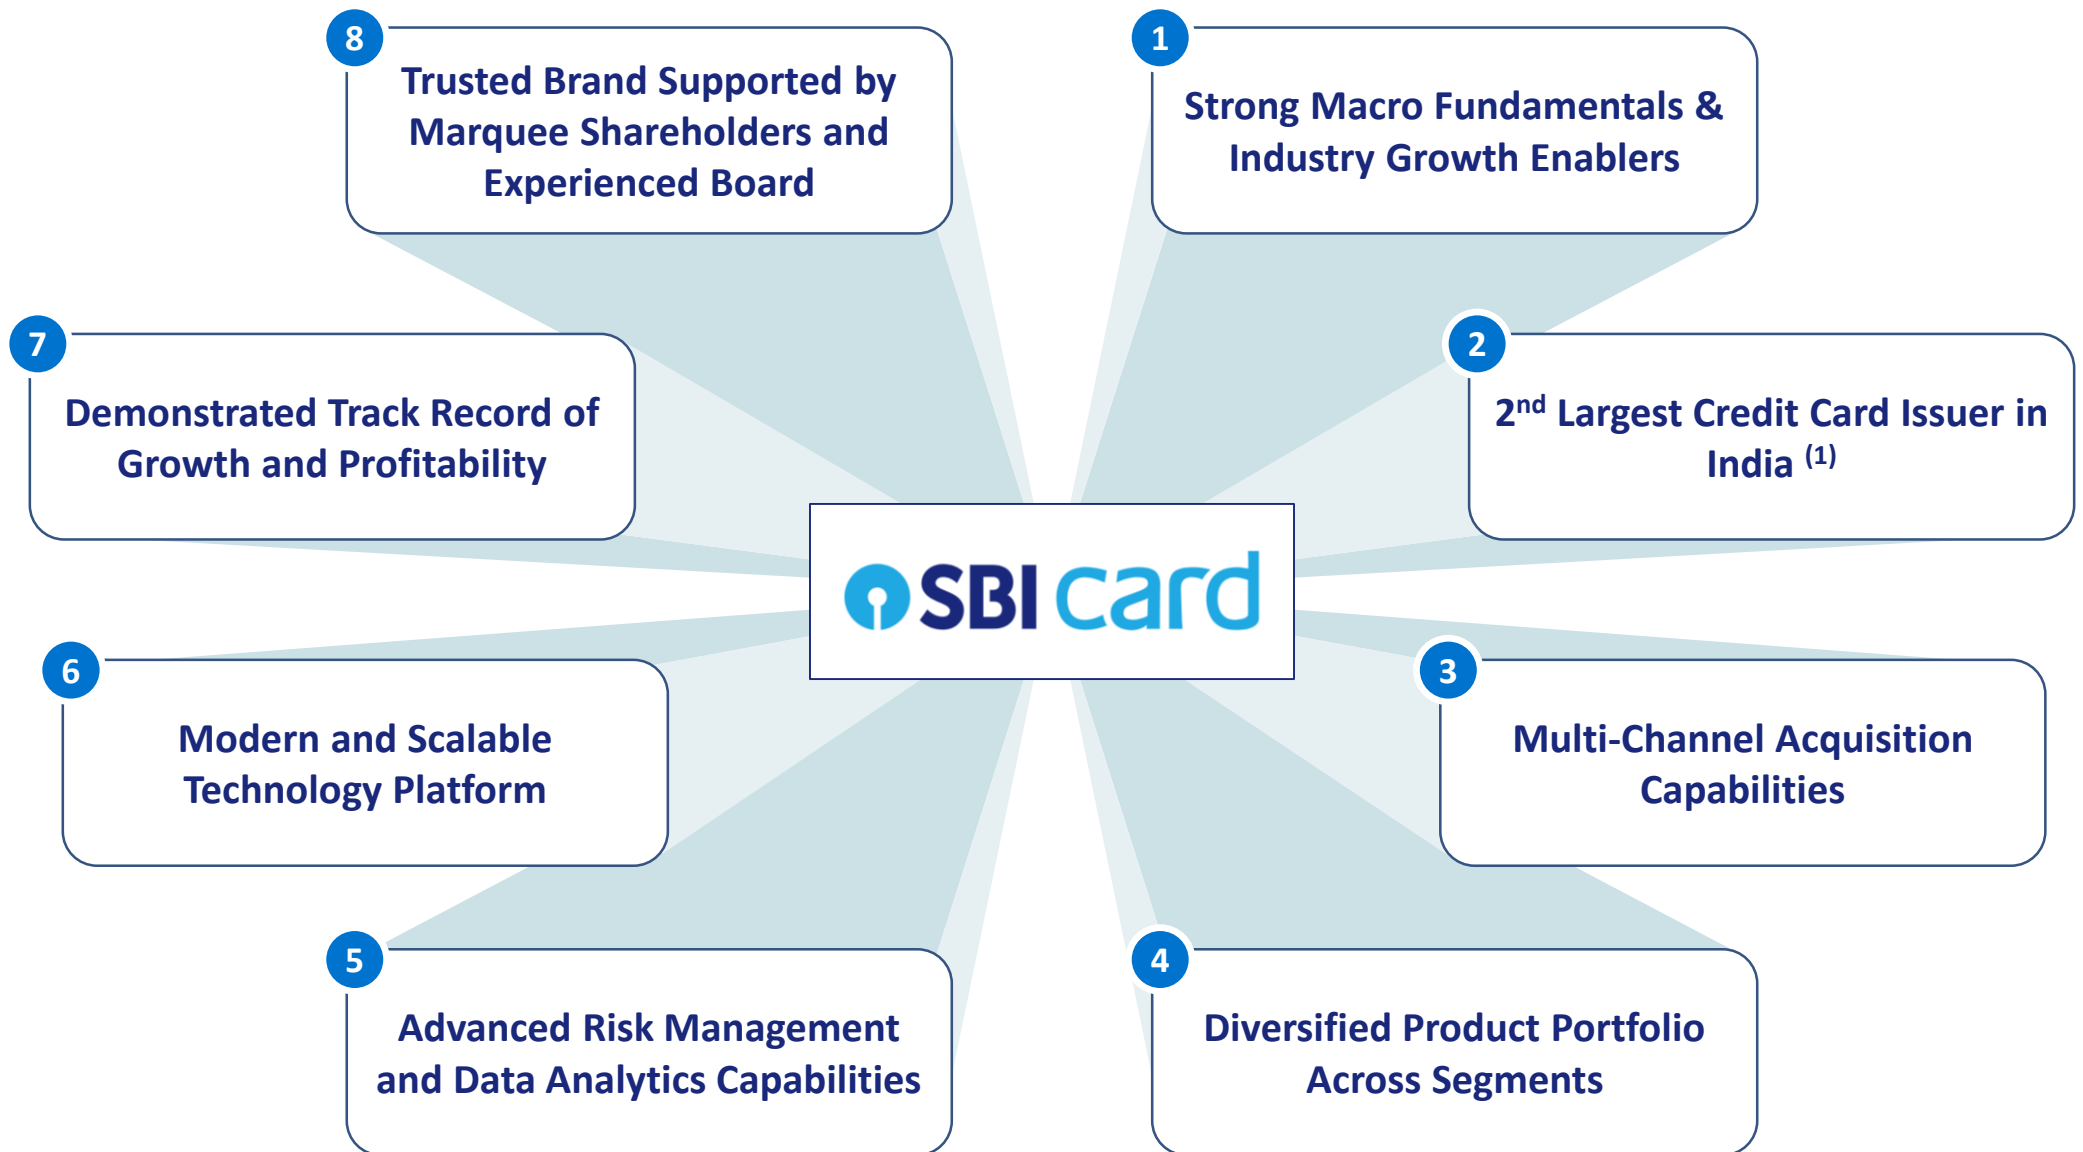 1
Strong Macro Fundamentals &
Industry Growth Enablers
2
2nd Largest Credit Card Issuer in
India (1)
3
Multi-Channel Acquisition
Capabilities
4
Diversified Product Portfolio
Across Segments
5
Advanced Risk Management
and Data Analytics Capabilities
6
Modern and Scalable
Technology Platform
7
Demonstrated Track Record of
Growth and Profitability
8
Trusted Brand Supported by
Marquee Shareholders and
Experienced Board
SBI card